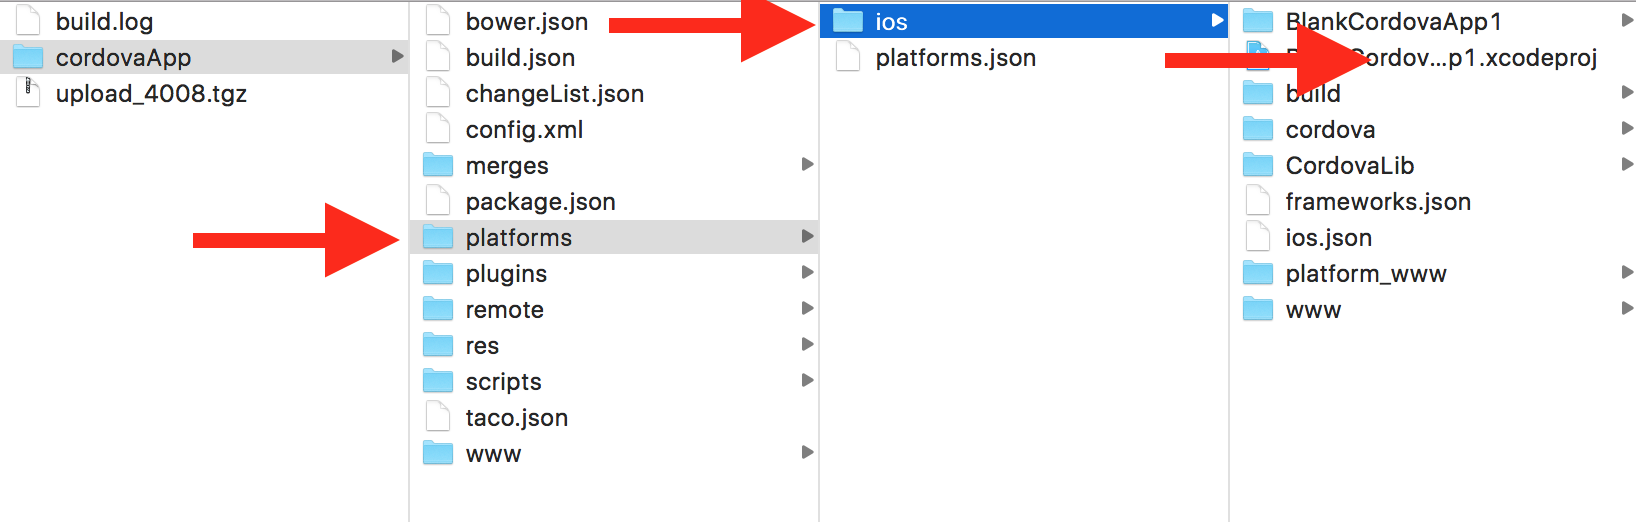 build.log
cordovaApp
upload_4008.tgz
bower.json
build.json
changeList.json
config.xml
merges
package.json
platforms
plugins
remote
res
scripts
taco.json
www
ios
platforms.json
BlankCordovaApp1
Cordov...p1.xcodeproj
build
cordova
CordovaLib
frameworks.json
ios.json
platform_www
www